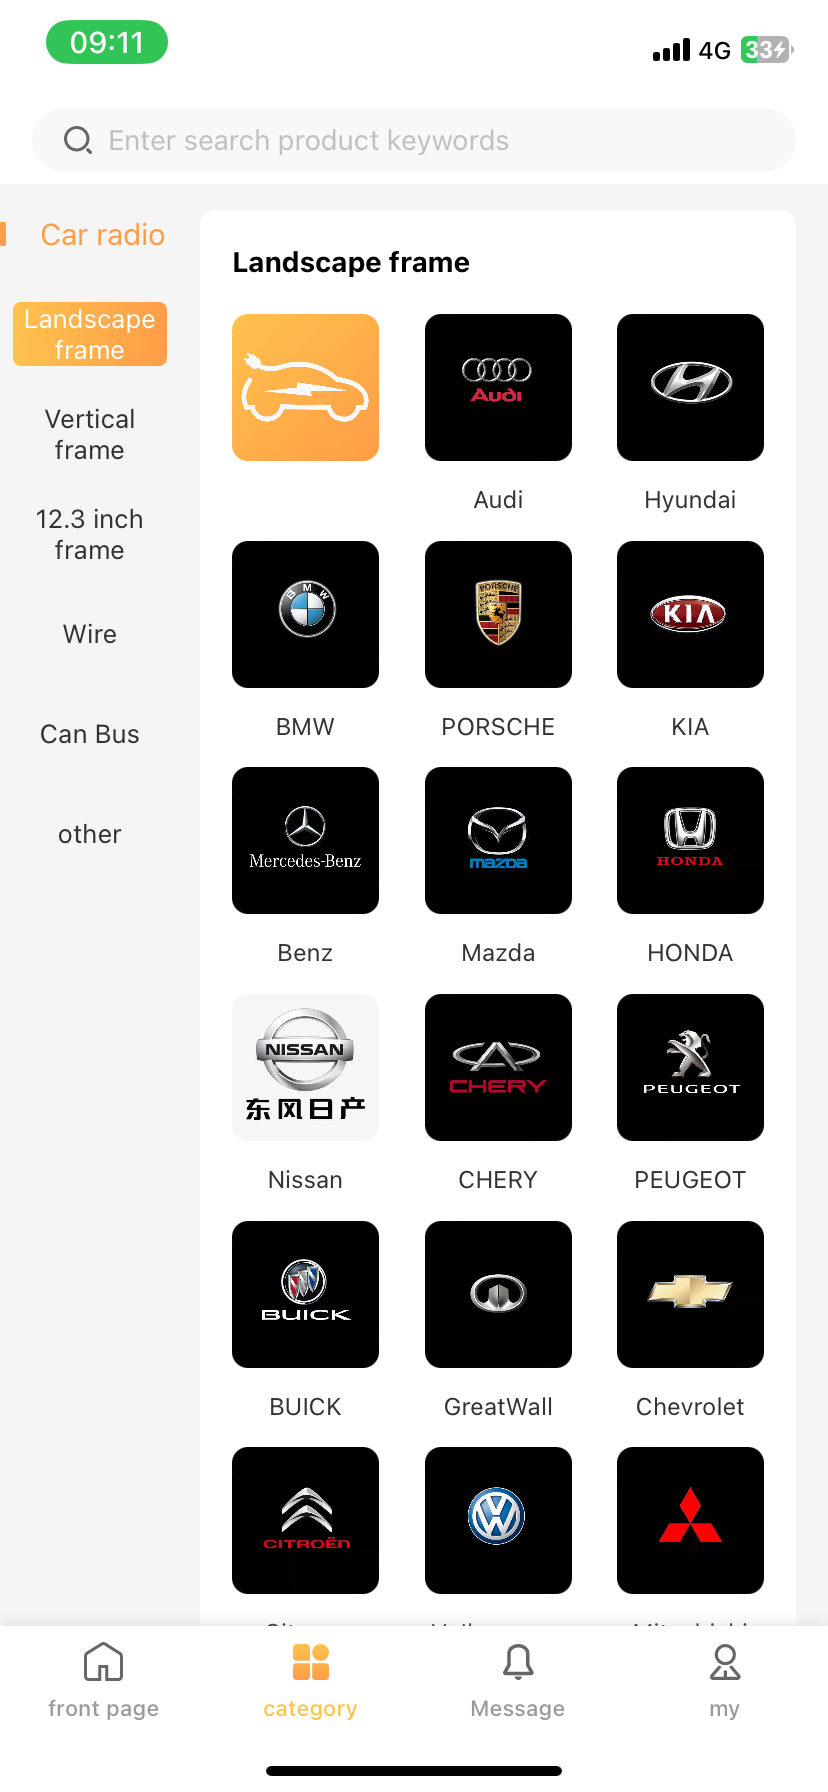 09:11
4G
33
Enter search product keywords
Car radio
Landscape
frame
Vertical
frame
12.3 inch
frame
Wire
Can Bus
other
Landscape frame
Audi
Audi
Hyundai
BMW
PORSCHE
KIA
BMW
PORSCHE
KIA
Mercedes-Benz
mazda
HONDA
Benz
Mazda
HONDA
NISSAN
东风日产
CHERY
PEUGEOT
Nissan
CHERY
PEUGEOT
BUICK
BUICK
GreatWall
Chevrolet
CITROËN
front page
category
Message
my